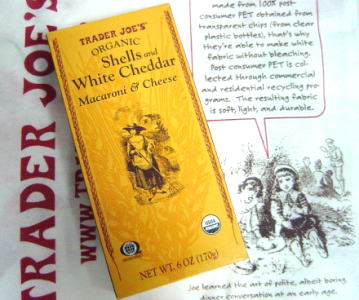 TRADER JOE'S
WWW.TRA
TRADER JOE'S
ORGANIC
Shells and
White Cheddar
Macaroni & Cheese
USDA
ORGANIC
NET WT. 6 OZ (170g)
made from 100% post-
consumer PET obtained from
transparent chips (from clear
plastic bottles), that's why
they're able to make white
fabric without bleaching.
Post consumer PET is col-
lected through commercial
and residential recycling pro-
grams. The resulting fabric
is soft, light, and durable.
Joe learned the art of polite, albeit boring,
dinner conversation at an early age.